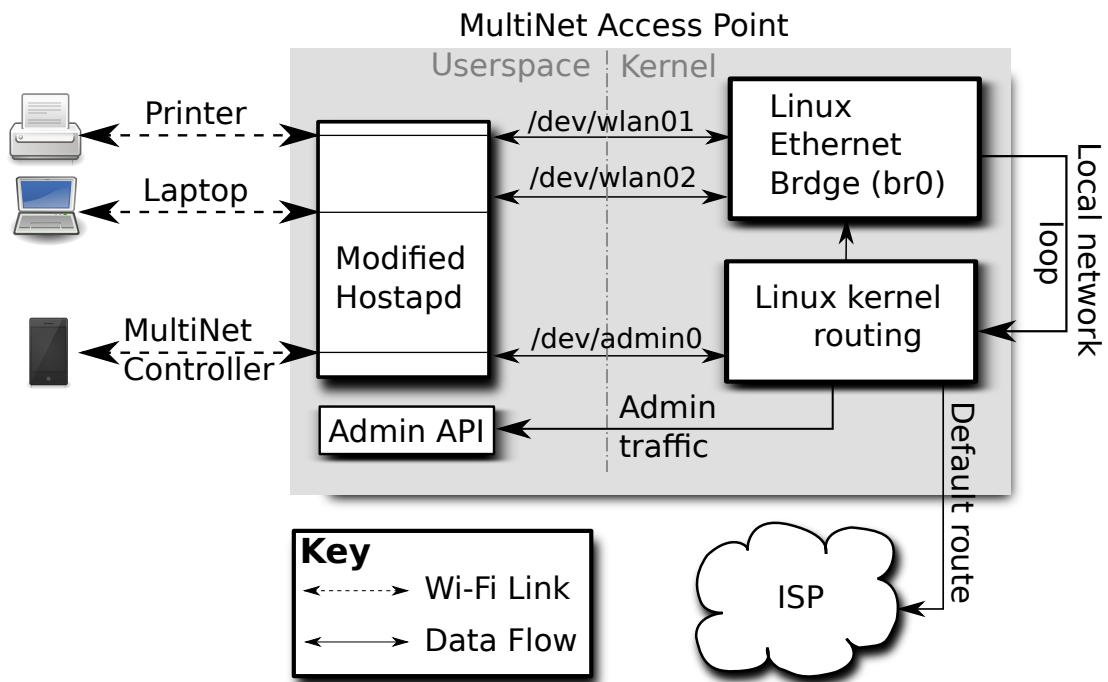 MultiNet Access Point
Userspace
Kernel
Printer
Laptop
MultiNet
Controller
Modified
Hostapd
/dev/wlan01
/dev/wlan02
/dev/admin0
Linux
Ethernet
Brdge (br0)
Linux kernel
routing
Local network
loop
Admin API
Admin
traffic
Default route
Key
Wi-Fi Link
Data Flow
ISP